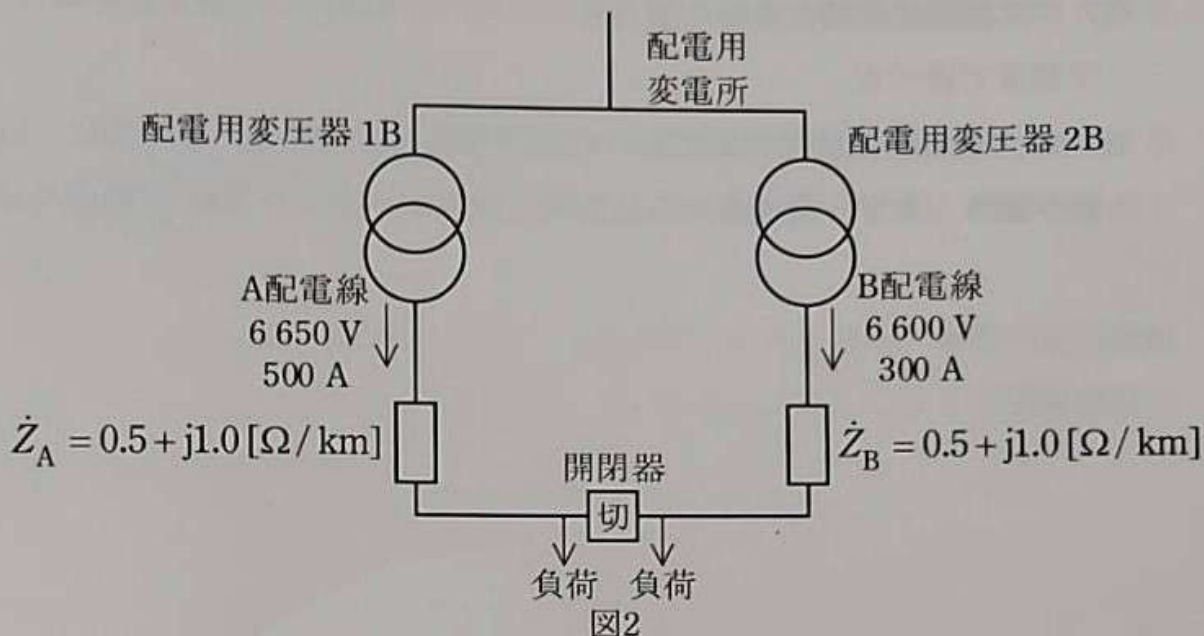 配電用
変電所
配電用変圧器 1B
配電用変圧器 2B
A配電線
6 650 V
500 A
B配電線
6 600 V
300 A
Ż_A = 0.5 + j1.0 [Ω/km]
Ż_B = 0.5 + j1.0 [Ω/km]
開閉器
切
負荷 負荷
図2